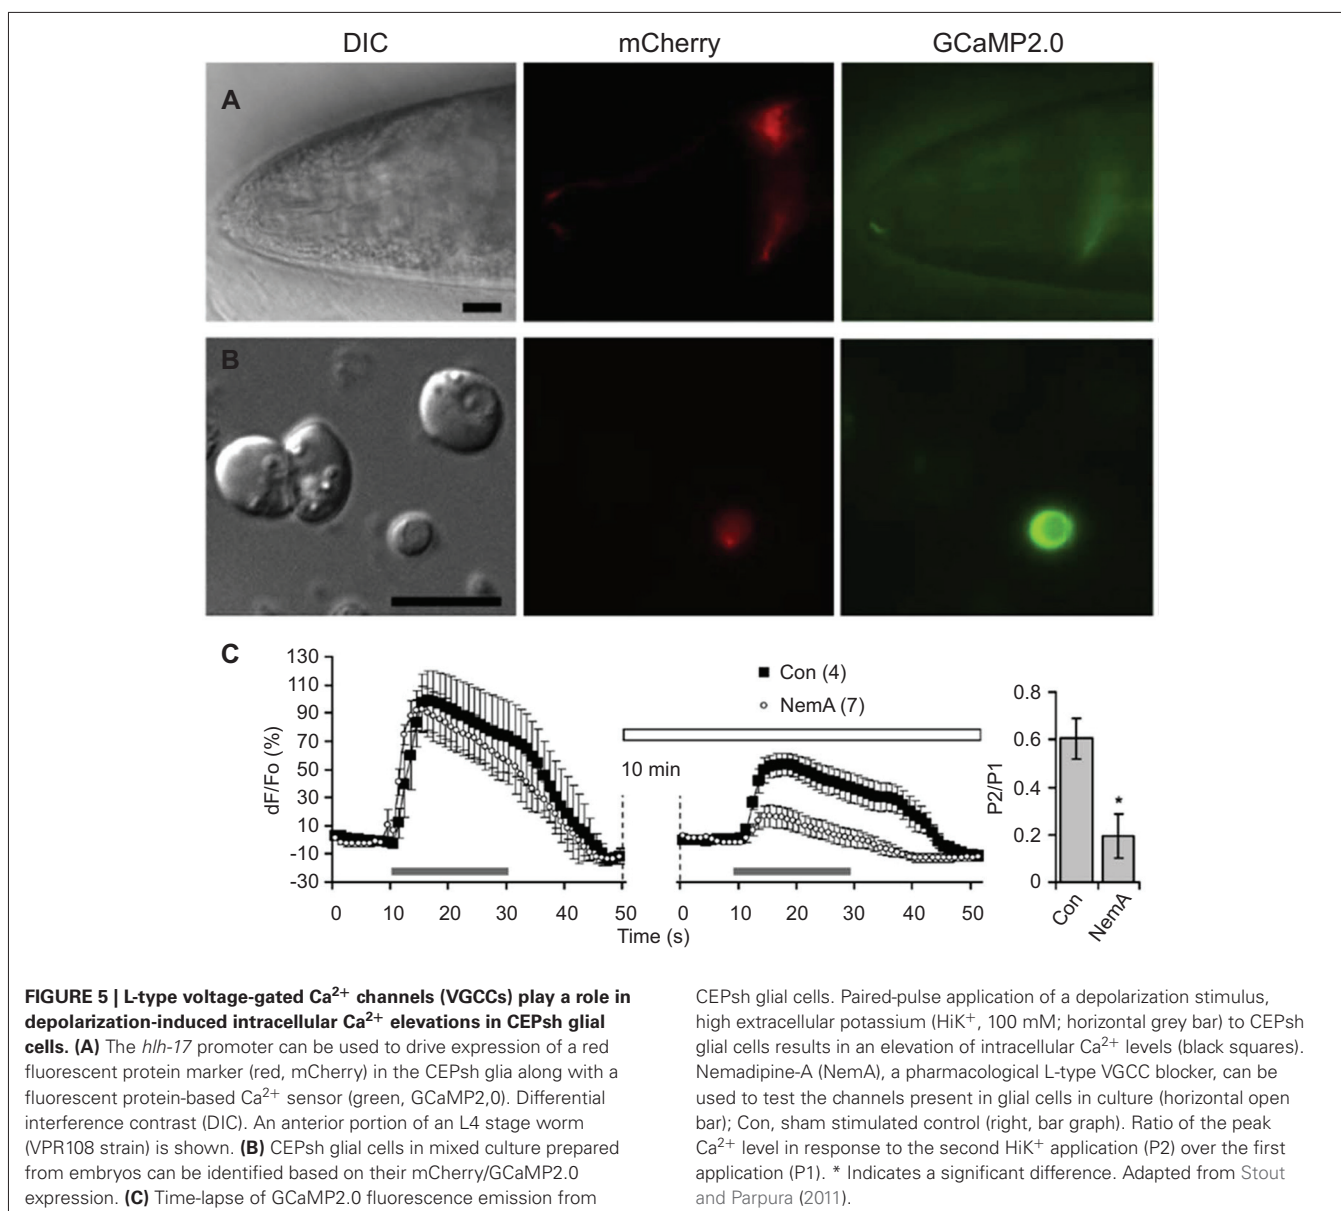 DIC mCherry GCaMP2.0
A
B
C
130
110
90
70
50
30
10
-10
-30
dF/Fo (%)
0 10 20 30 40 50
10 min
Con (4)
NemA (7)
0 10 20 30 40 50
Time (s)
0.8
0.6
0.4
0.2
0
P2/P1
*
Con
NemA
FIGURE 5 | L-type voltage-gated Ca²⁺ channels (VGCCs) play a role in
depolarization-induced intracellular Ca²⁺ elevations in CEPsh glial
cells. (A) The hlh-17 promoter can be used to drive expression of a red
fluorescent protein marker (red, mCherry) in the CEPsh glia along with a
fluorescent protein-based Ca²⁺ sensor (green, GCaMP2,0). Differential
interference contrast (DIC). An anterior portion of an L4 stage worm
(VPR108 strain) is shown. (B) CEPsh glial cells in mixed culture prepared
from embryos can be identified based on their mCherry/GCaMP2.0
expression. (C) Time-lapse of GCaMP2.0 fluorescence emission from
CEPsh glial cells. Paired-pulse application of a depolarization stimulus,
high extracellular potassium (HiK⁺, 100 mM; horizontal grey bar) to CEPsh
glial cells results in an elevation of intracellular Ca²⁺ levels (black squares).
Nemadipine-A (NemA), a pharmacological L-type VGCC blocker, can be
used to test the channels present in glial cells in culture (horizontal open
bar); Con, sham stimulated control (right, bar graph). Ratio of the peak
Ca²⁺ level in response to the second HiK⁺ application (P2) over the first
application (P1). * Indicates a significant difference. Adapted from Stout
and Parpura (2011).